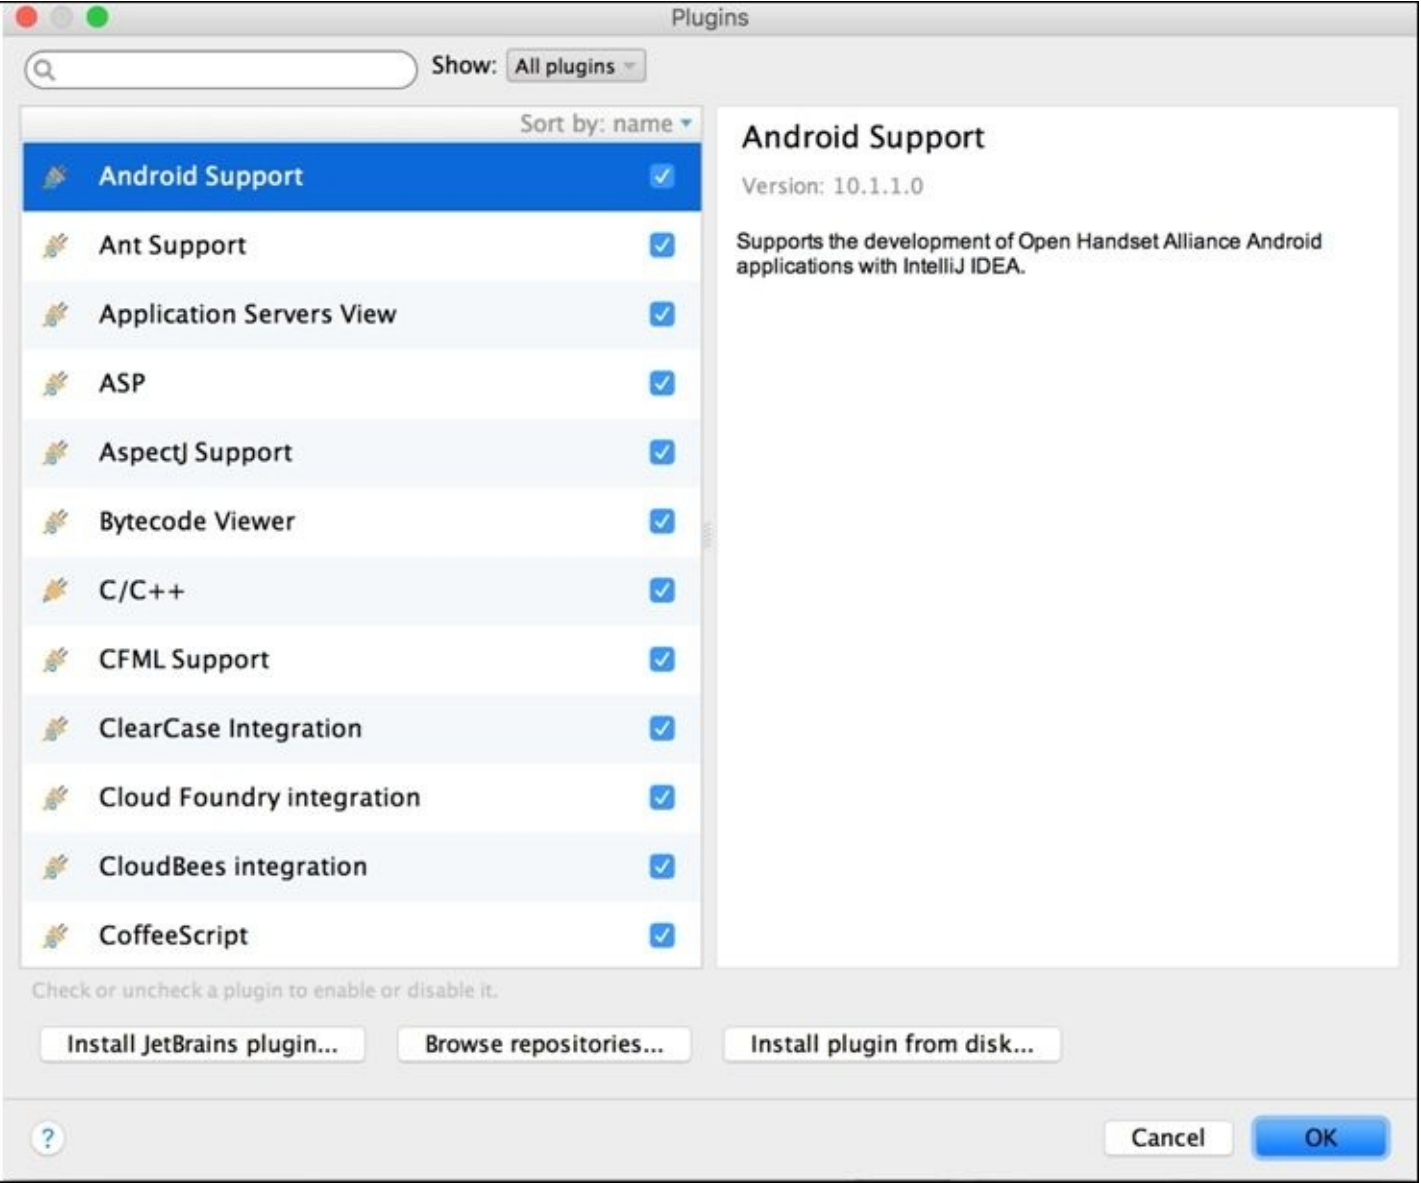 Plugins
Show: All plugins
Sort by: name
Android Support
Ant Support
Application Servers View
ASP
AspectJ Support
Bytecode Viewer
C/C++
CFML Support
ClearCase Integration
Cloud Foundry integration
CloudBees integration
CoffeeScript
Android Support
Version: 10.1.1.0
Supports the development of Open Handset Alliance Android
applications with IntelliJ IDEA.
Check or uncheck a plugin to enable or disable it.
Install JetBrains plugin... Browse repositories... Install plugin from disk...
? Cancel OK